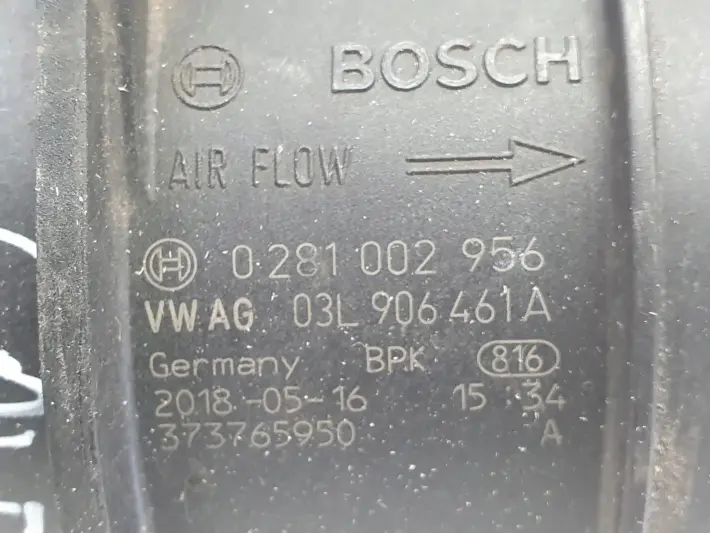 BOSCH
AIR FLOW
0 281 002 956
VW AG 03L 906 461 A
Germany BPK 816
2018-05-16 15:34
373765950 A